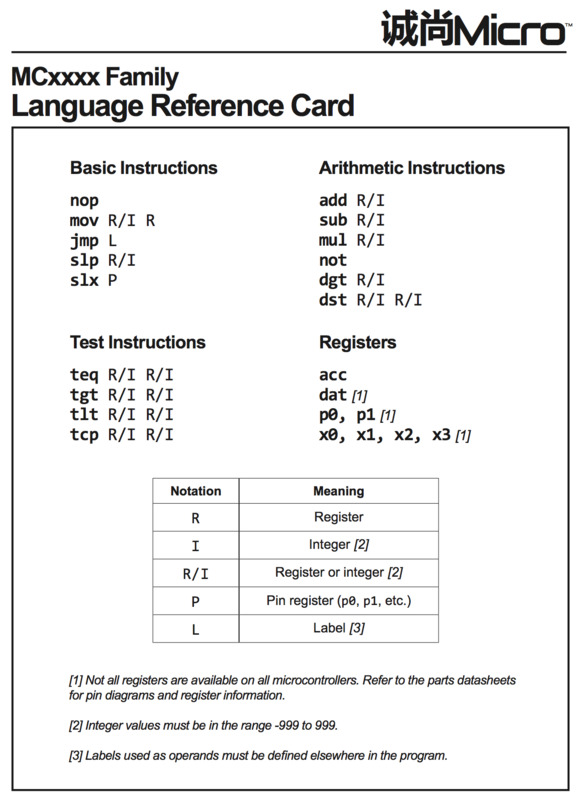 诚尚Micro™
MCxxxx Family
Language Reference Card
Basic Instructions
nop
mov R/I R
jmp L
slp R/I
slx P
Arithmetic Instructions
add R/I
sub R/I
mul R/I
not
dgt R/I
dst R/I R/I
Test Instructions
teq R/I R/I
tgt R/I R/I
tlt R/I R/I
tcp R/I R/I
Registers
acc
dat [1]
p0, p1 [1]
x0, x1, x2, x3 [1]
Notation Meaning
R Register
I Integer [2]
R/I Register or integer [2]
P Pin register (p0, p1, etc.)
L Label [3]
[1] Not all registers are available on all microcontrollers. Refer to the parts datasheets
for pin diagrams and register information.
[2] Integer values must be in the range -999 to 999.
[3] Labels used as operands must be defined elsewhere in the program.